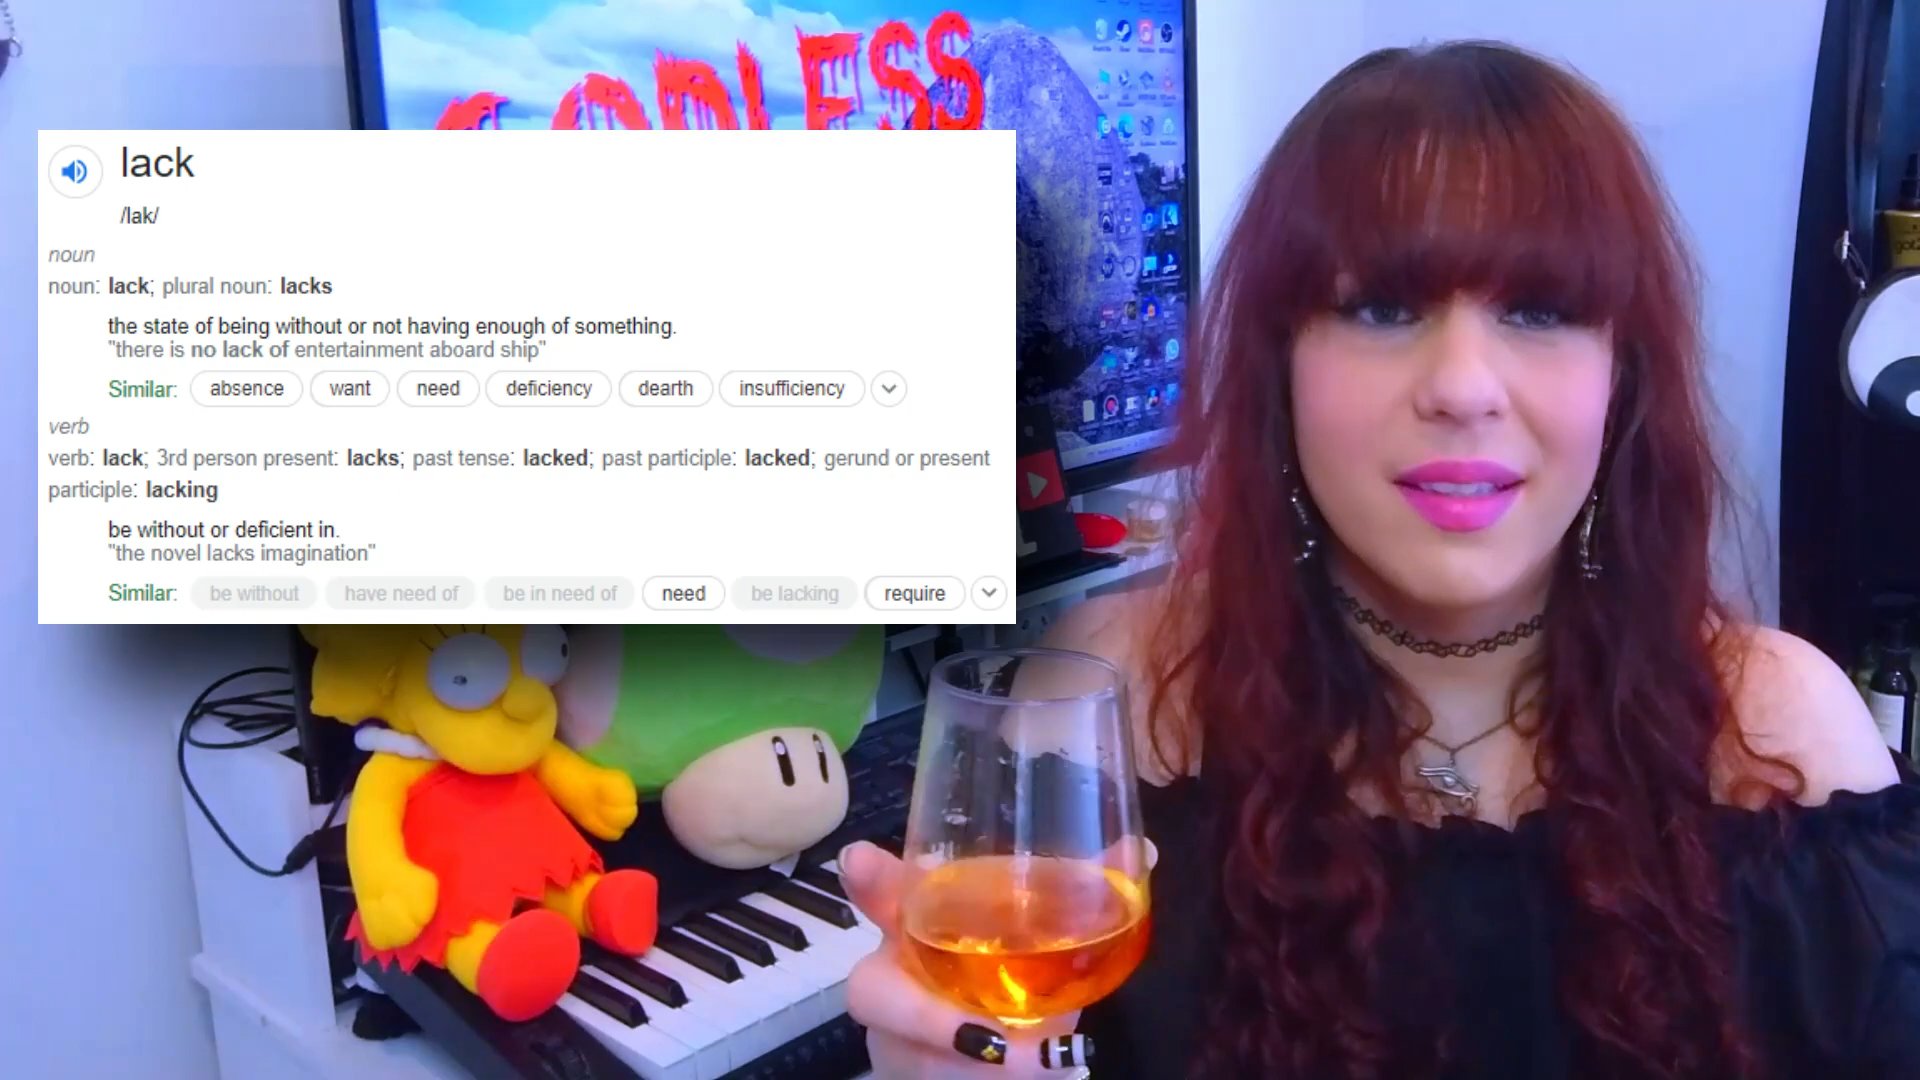 GODLESS
lack
/lak/
noun
noun: lack; plural noun: lacks
the state of being without or not having enough of something.
"there is no lack of entertainment aboard ship"
Similar: absence want need deficiency dearth insufficiency
verb
verb: lack; 3rd person present: lacks; past tense: lacked; past participle: lacked; gerund or present
participle: lacking
be without or deficient in.
"the novel lacks imagination"
Similar: be without have need of be in need of need be lacking require